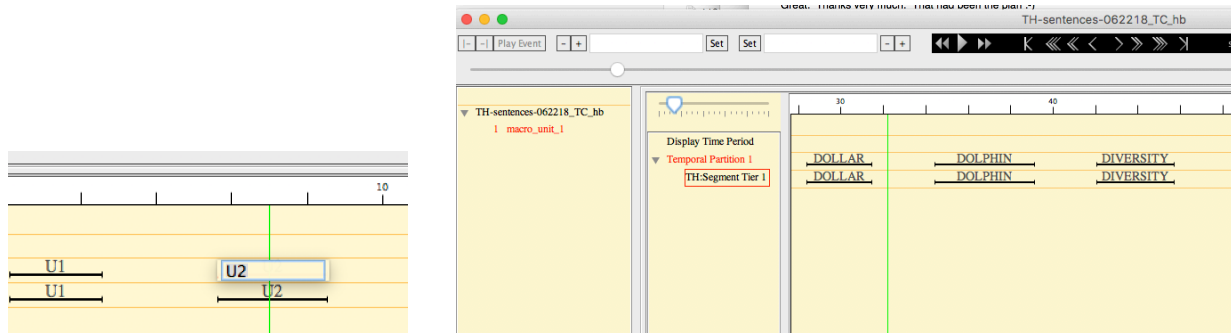 10
U1
U2
U1
U2
Great. Thanks very much. That had been the plan :-)
TH-sentences-062218_TC_hb
|- -| Play Event - + Set Set - +
TH-sentences-062218_TC_hb
1 macro_unit_1
Display Time Period
Temporal Partition 1
TH:Segment Tier 1
30 40
DOLLAR DOLPHIN DIVERSITY
DOLLAR DOLPHIN DIVERSITY